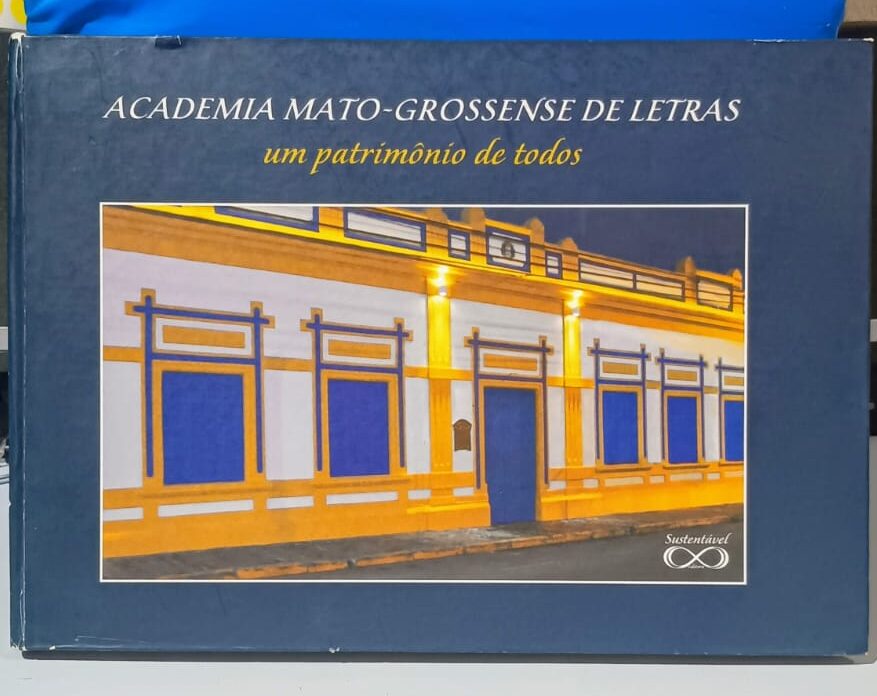 ACADEMIA MATO-GROSSENSE DE LETRAS
um patrimônio de todos
Sustentável